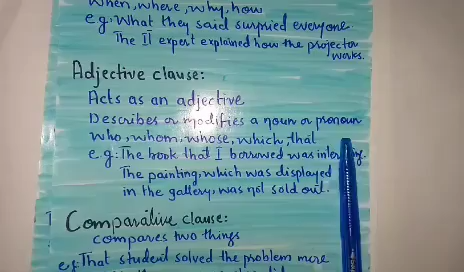 When, where, why, how
e.g: What they said surpried everyone.
The IT expert explained how the projector
works.
Adjective clause:
Acts as an adjective
Describes or modifies a noun or pronoun
who, whom, whose, which, that
e.g: The book that I borrowed was
The painting, which was displayed
in the gallery, was not sold out.
Comparative clause:
compares two things
e.g That student solved the problem more